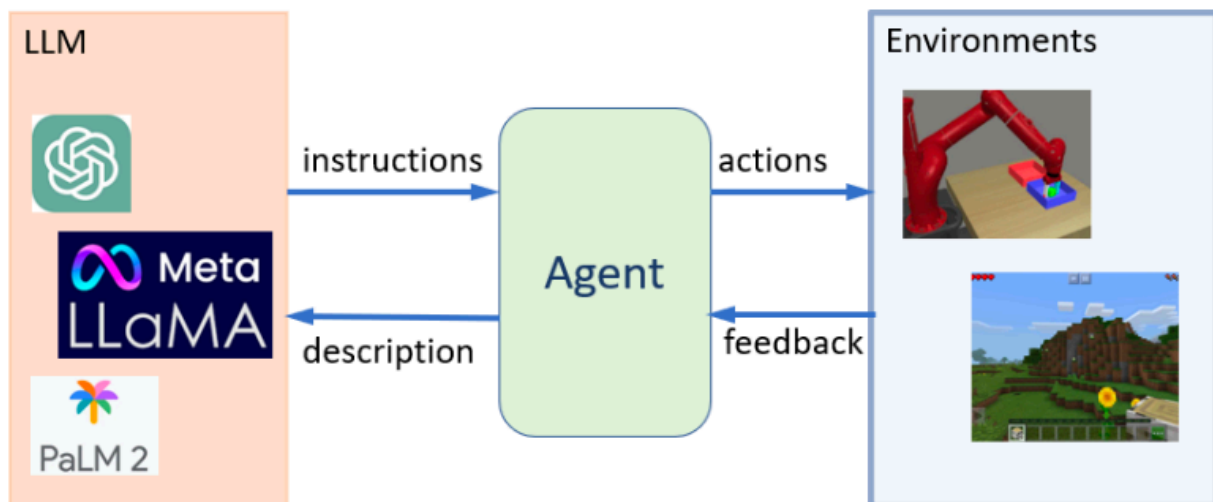 LLM
Environments
instructions
actions
Meta
LLaMA
Agent
description
feedback
PaLM 2